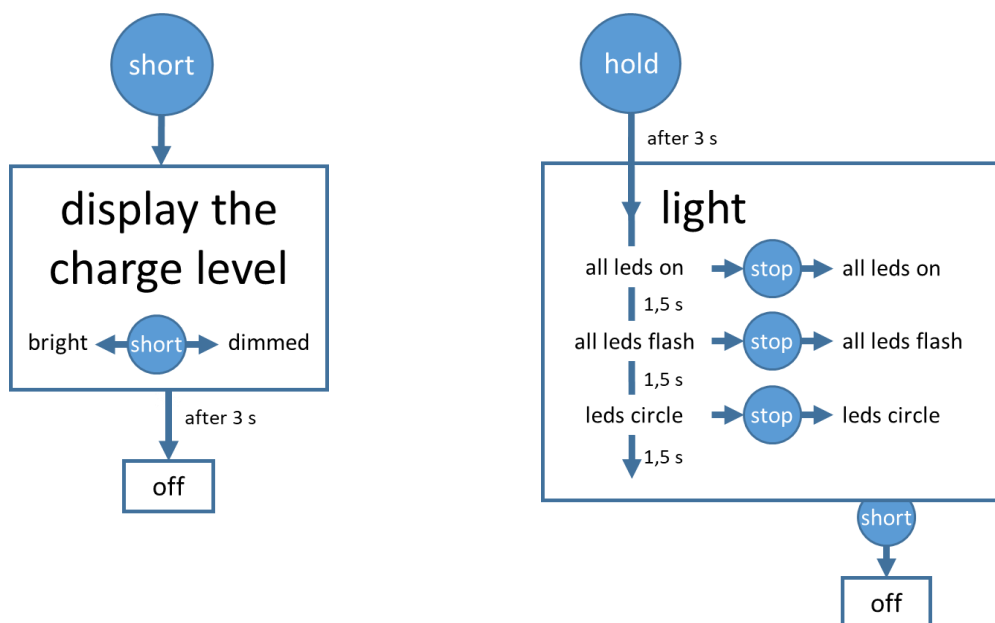 short
display the
charge level
bright short dimmed
after 3 s
off
hold
after 3 s
light
all leds on stop all leds on
1,5 s
all leds flash stop all leds flash
1,5 s
leds circle stop leds circle
1,5 s
short
off